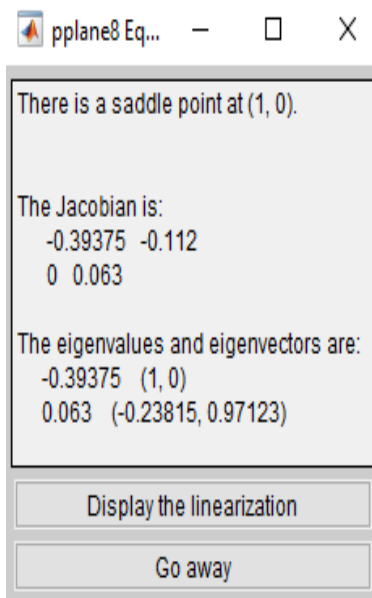 pplane8 Eq...
There is a saddle point at (1, 0).
The Jacobian is:
-0.39375 -0.112
0 0.063
The eigenvalues and eigenvectors are:
-0.39375 (1, 0)
0.063 (-0.23815, 0.97123)
Display the linearization
Go away